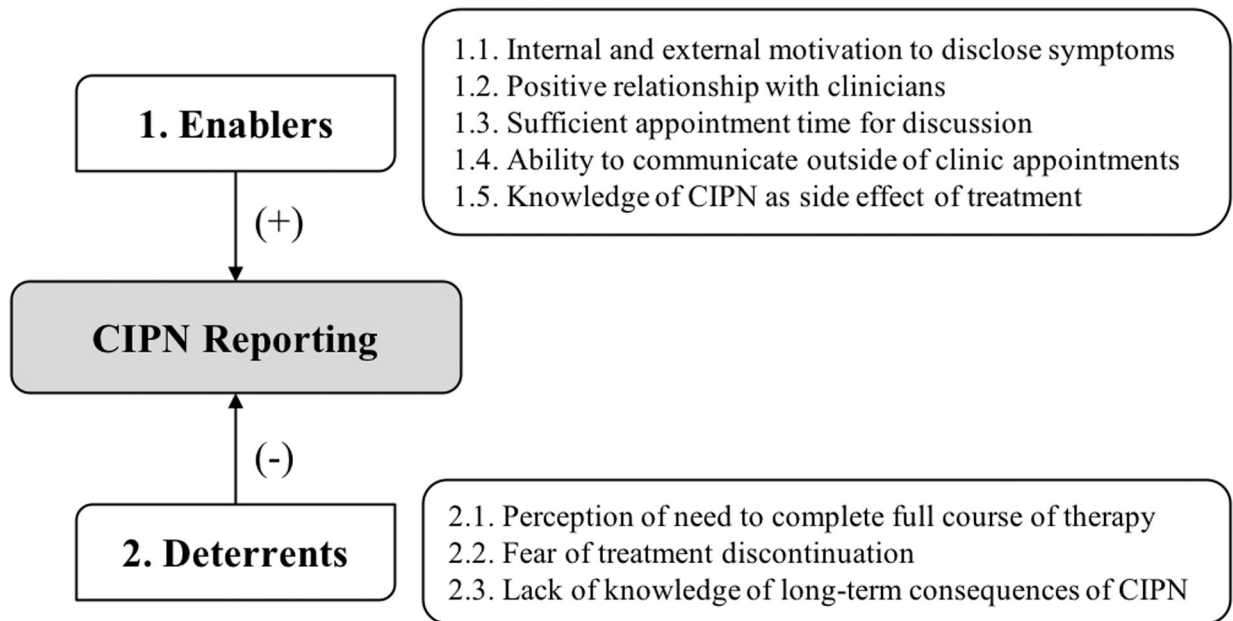 1. Enablers
1.1. Internal and external motivation to disclose symptoms
1.2. Positive relationship with clinicians
1.3. Sufficient appointment time for discussion
1.4. Ability to communicate outside of clinic appointments
1.5. Knowledge of CIPN as side effect of treatment
(+)
CIPN Reporting
(-)
2. Deterrents
2.1. Perception of need to complete full course of therapy
2.2. Fear of treatment discontinuation
2.3. Lack of knowledge of long-term consequences of CIPN